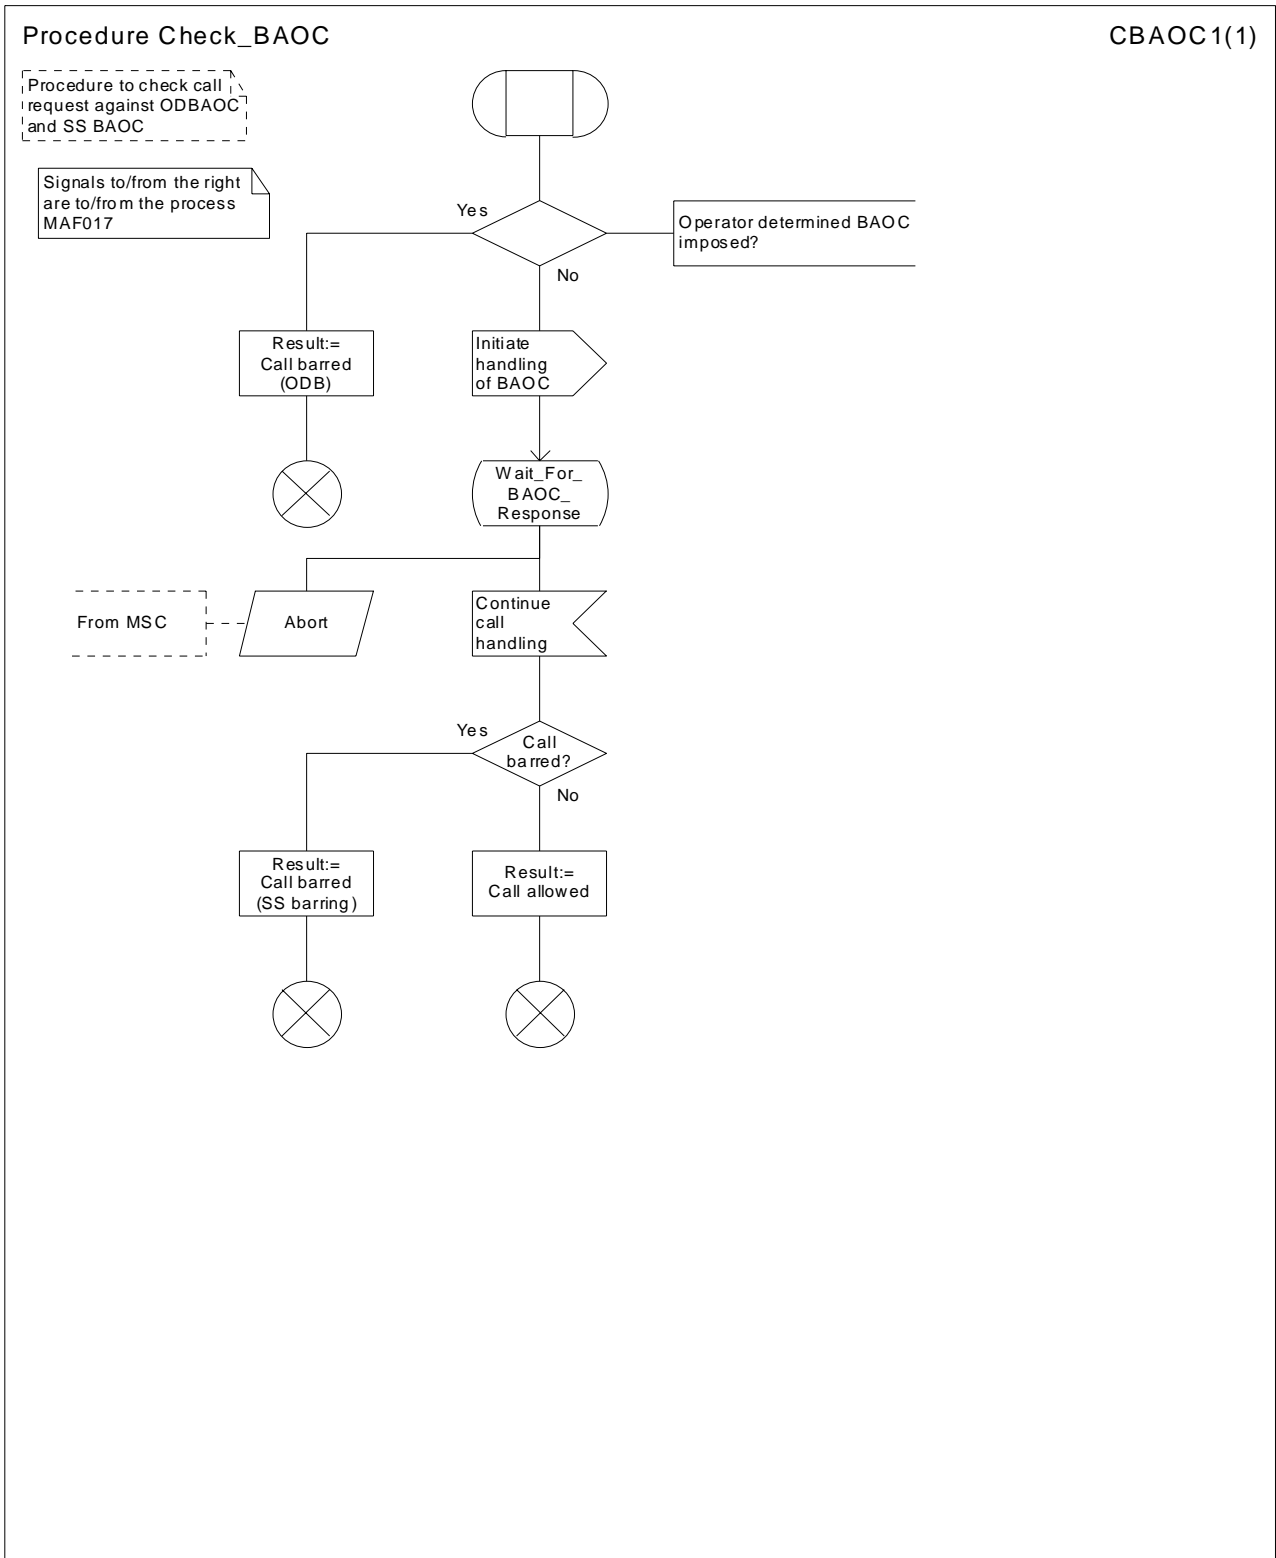 Procedure Check_BAOC
CBAOC1(1)
Procedure to check call
request against ODBAOC
and SS BAOC
Signals to/from the right
are to/from the process
MAF017
Yes
Operator determined BAOC
imposed?
No
Result:=
Call barred
(ODB)
Initiate
handling
of BAOC
Wait_For_
BAOC_
Response
From MSC
Abort
Continue
call
handling
Yes
Call
barred?
No
Result:=
Call barred
(SS barring)
Result:=
Call allowed